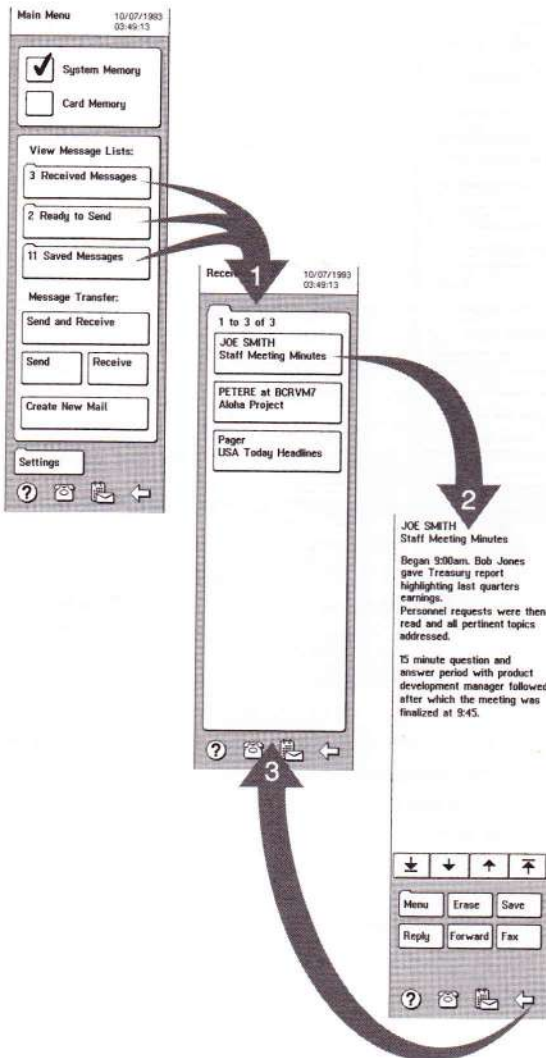 Main Menu
10/07/1993
03:49:13
System Memory
Card Memory
View Message Lists:
3 Received Messages
2 Ready to Send
11 Saved Messages
Message Transfer:
Send and Receive
Send
Receive
Create New Mail
Settings
?
1
10/07/1993
03:49:13
1 to 3 of 3
JOE SMITH
Staff Meeting Minutes
PETERE at BCRVM7
Aloha Project
Pager
USA Today Headlines
?
2
JOE SMITH
Staff Meeting Minutes
Began 9:00am. Bob Jones
gave Treasury report
highlighting last quarters
earnings.
Personnel requests were then
read and all pertinent topics
addressed.
15 minute question and
answer period with product
development manager followed
after which the meeting was
finalized at 9:45.
Menu
Erase
Save
Reply
Forward
Fax
?
3